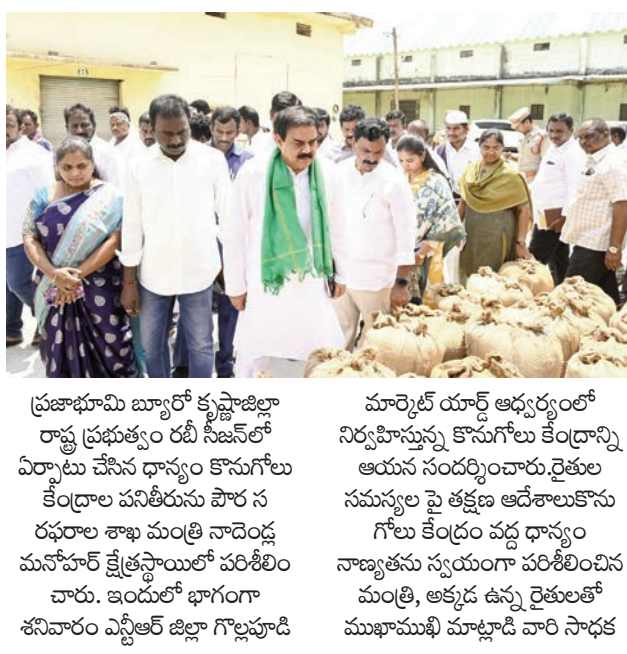 ప్రజాభూమి బ్యూరో కృష్ణాజిల్లా
రాష్ట్ర ప్రభుత్వం రబీ సీజన్‌లో
ఏర్పాటు చేసిన ధాన్యం కొనుగోలు
కేంద్రాల పనితీరును పౌర స
రఫరాల శాఖ మంత్రి నాదెండ్ల
మనోహర్ క్షేత్రస్థాయిలో పరిశీలిం
చారు. ఇందులో భాగంగా
శనివారం ఎన్టీఆర్ జిల్లా గొల్లపూడి
మార్కెట్ యార్డ్ ఆధ్వర్యంలో
నిర్వహిస్తున్న కొనుగోలు కేంద్రాన్ని
ఆయన సందర్శించారు.రైతుల
సమస్యల పై తక్షణ ఆదేశాలుకొను
గోలు కేంద్రం వద్ద ధాన్యం
నాణ్యతను స్వయంగా పరిశీలించిన
మంత్రి, అక్కడ ఉన్న రైతులతో
ముఖాముఖి మాట్లాడి వారి సాధక